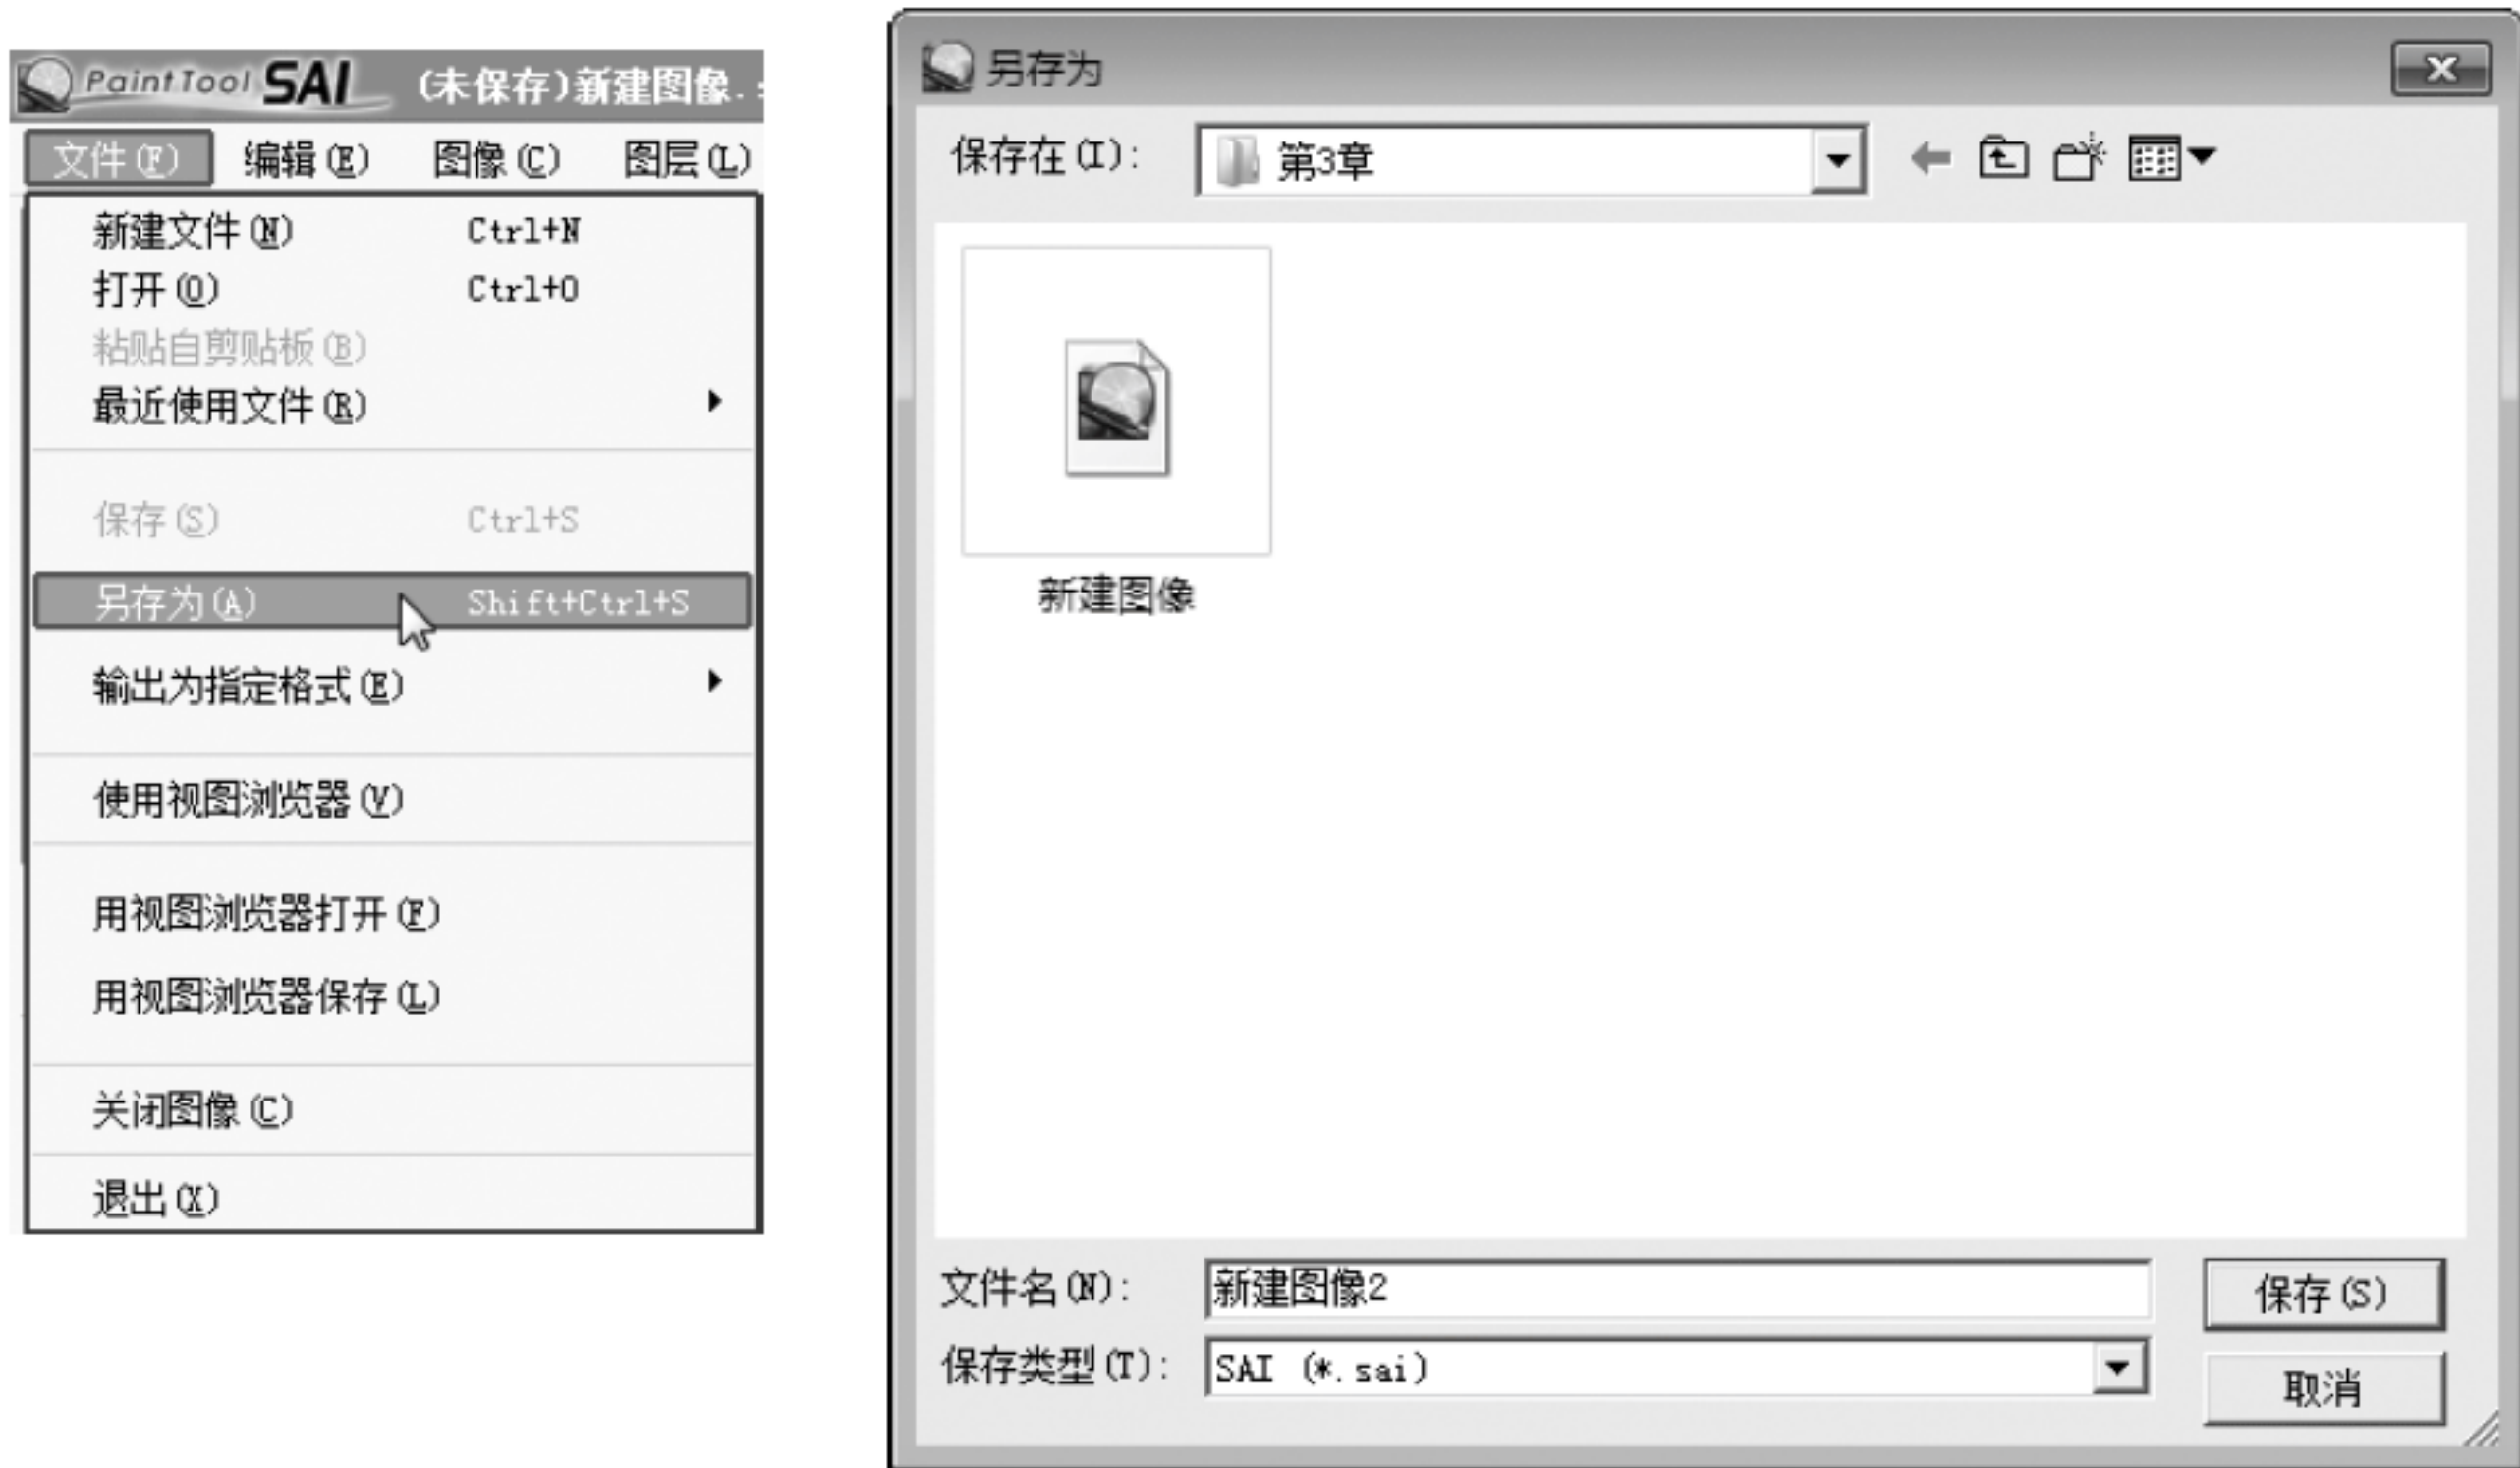 PaintTool SAI (未保存)新建图像.
文件(F) 编辑(E) 图像(C) 图层(L)
新建文件(N) Ctrl+N
打开(O) Ctrl+O
粘贴自剪贴板(B)
最近使用文件(R)
保存(S) Ctrl+S
另存为(A) Shift+Ctrl+S
输出为指定格式(E)
使用视图浏览器(V)
用视图浏览器打开(F)
用视图浏览器保存(L)
关闭图像(C)
退出(X)
另存为
保存在(I): 第3章
新建图像
文件名(N): 新建图像2 保存(S)
保存类型(T): SAI (*.sai) 取消